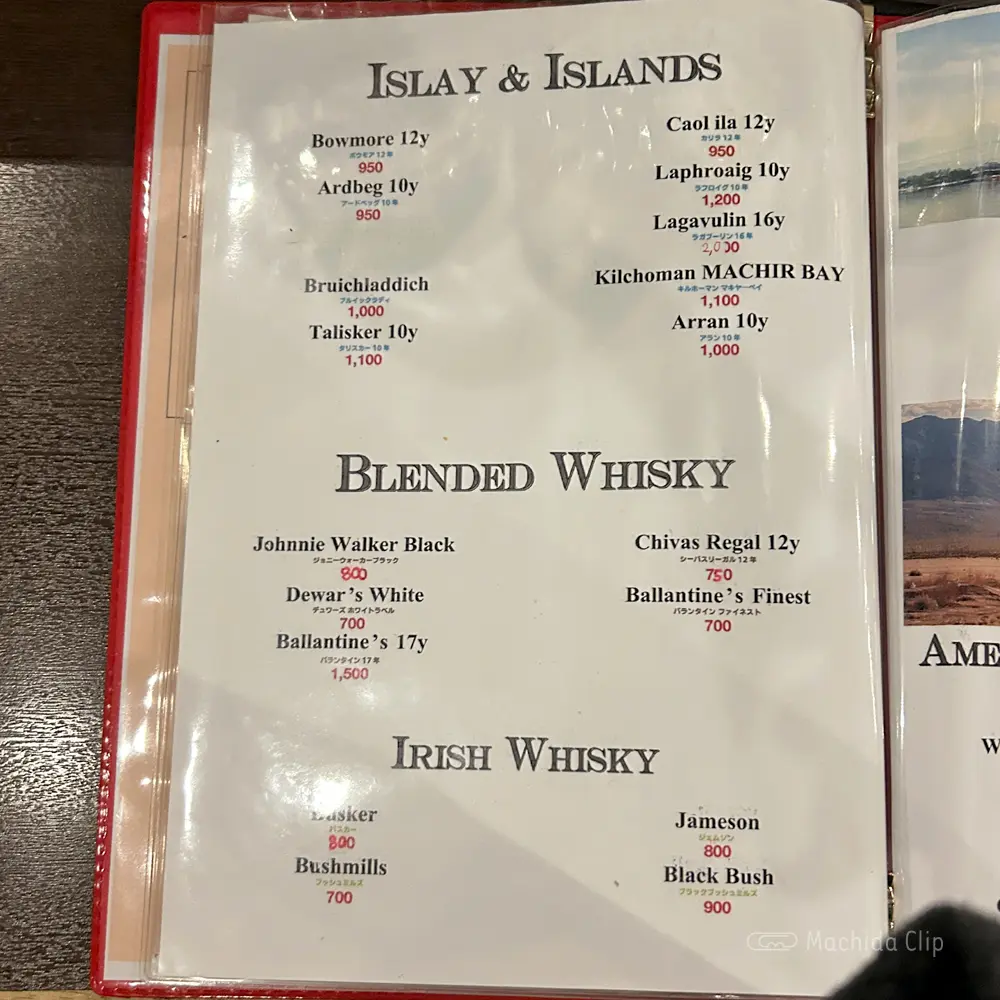 ISLAY & ISLANDS
Bowmore 12y
ボウモア 12 年
950
Ardbeg 10y
アードベッグ 10 年
950
Bruichladdich
ブルイックラディ
1,000
Talisker 10y
タリスカー 10 年
1,100
Caol ila 12y
カリラ 12 年
950
Laphroaig 10y
ラフロイグ 10 年
1,200
Lagavulin 16y
ラガブーリン 16 年
2,000
Kilchoman MACHIR BAY
キルホーマン マキヤーベイ
1,100
Arran 10y
アラン 10 年
1,000
BLENDED WHISKY
Johnnie Walker Black
ジョニーウォーカーブラック
800
Dewar's White
デュワーズ ホワイトラベル
700
Ballantine's 17y
バランタイン 17 年
1,500
Chivas Regal 12y
シーバスリーガル 12 年
750
Ballantine's Finest
バランタイン ファイネスト
700
IRISH WHISKY
Busker
バスカー
800
Bushmills
ブッシュミルズ
700
Jameson
ジェムソン
800
Black Bush
ブラックブッシュミルズ
900
AME
W
Machida Clip